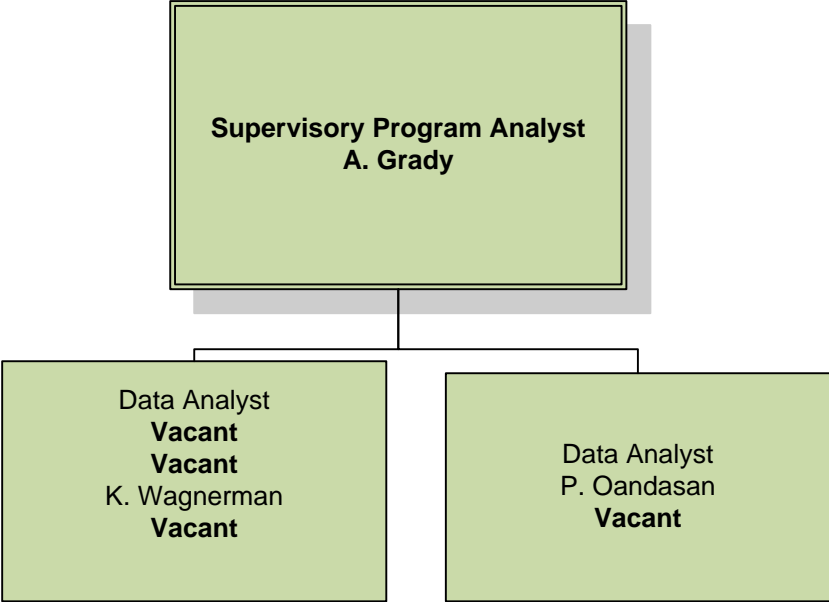 Supervisory Program Analyst
A. Grady
Data Analyst
Vacant
Vacant
K. Wagnerman
Vacant
Data Analyst
P. Oandasan
Vacant